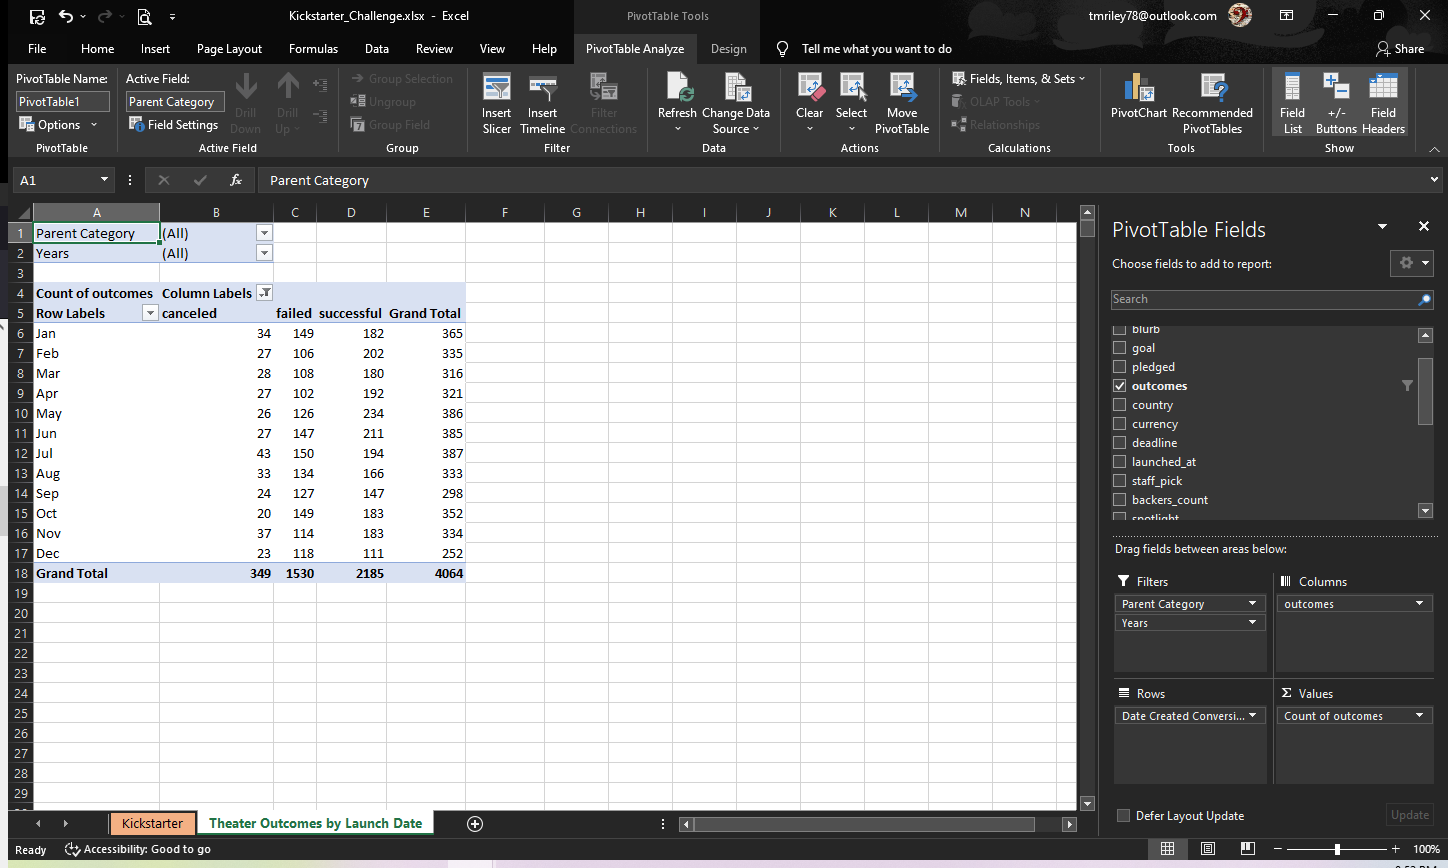 Kickstarter_Challenge.xlsx - Excel
PivotTable Tools
tmriley78@outlook.com
File Home Insert Page Layout Formulas Data Review View Help PivotTable Analyze Design Tell me what you want to do Share
PivotTable Name:
PivotTable1
Options
PivotTable
Active Field:
Parent Category
Field Settings
Drill Down
Drill Up
Active Field
Group Selection
Ungroup
Group Field
Group
Insert Slicer
Insert Timeline
Filter Connections
Filter
Refresh
Change Data Source
Data
Clear
Select
Move PivotTable
Actions
Fields, Items, & Sets
OLAP Tools
Relationships
Calculations
PivotChart
Recommended PivotTables
Tools
Field List
+/- Buttons
Field Headers
Show
A1 fx Parent Category
A B C D E F G H I J K L M N
1 Parent Category (All)
2 Years (All)
3
4 Count of outcomes Column Labels
5 Row Labels canceled failed successful Grand Total
6 Jan 34 149 182 365
7 Feb 27 106 202 335
8 Mar 28 108 180 316
9 Apr 27 102 192 321
10 May 26 126 234 386
11 Jun 27 147 211 385
12 Jul 43 150 194 387
13 Aug 33 134 166 333
14 Sep 24 127 147 298
15 Oct 20 149 183 352
16 Nov 37 114 183 334
17 Dec 23 118 111 252
18 Grand Total 349 1530 2185 4064
19
20
21
22
23
24
25
26
27
28
29
PivotTable Fields
Choose fields to add to report:
Search
blurb
goal
pledged
outcomes
country
currency
deadline
launched_at
staff_pick
backers_count
spotlight
Drag fields between areas below:
Filters
Parent Category
Years
Columns
outcomes
Rows
Date Created Conversi...
Σ Values
Count of outcomes
Defer Layout Update
Update
Kickstarter Theater Outcomes by Launch Date
Ready Accessibility: Good to go 100%